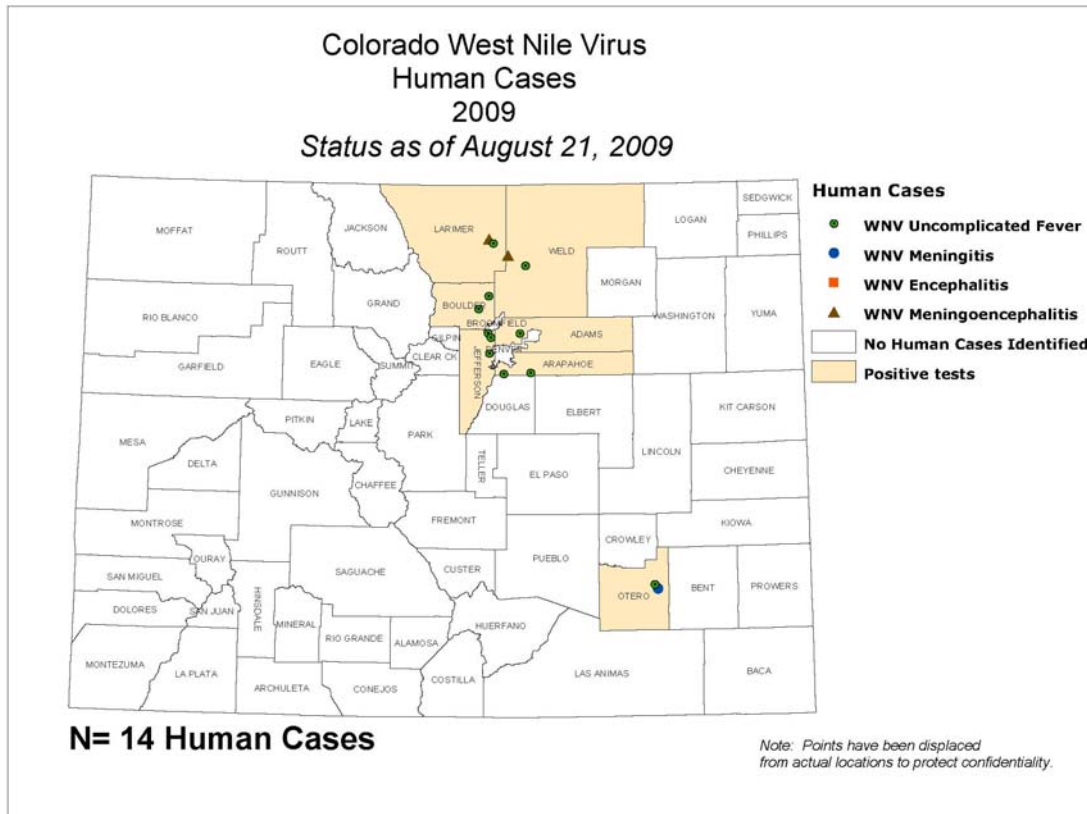 Colorado West Nile Virus
Human Cases
2009
Status as of August 21, 2009
Human Cases
WNV Uncomplicated Fever
WNV Meningitis
WNV Encephalitis
WNV Meningoencephalitis
No Human Cases Identified
Positive tests
MOFFAT
ROUTT
JACKSON
LARIMER
WELD
LOGAN
SEDGWICK
PHILLIPS
MORGAN
WASHINGTON
YUMA
RIO BLANCO
GRAND
BOULDER
BROOMFIELD
GILPIN
ADAMS
CLEAR CK
ARAPAHOE
GARFIELD
EAGLE
SUMMIT
JEFFERSON
DOUGLAS
ELBERT
KIT CARSON
MESA
PITKIN
LAKE
PARK
LINCOLN
DELTA
TELLER
EL PASO
CHEYENNE
GUNNISON
CHAFFEE
MONTROSE
FREMONT
KIOWA
CROWLEY
OURAY
SAGUACHE
CUSTER
PUEBLO
SAN MIGUEL
HINSDALE
OTERO
BENT
PROWERS
DOLORES
SAN JUAN
MINERAL
RIO GRANDE
ALAMOSA
HUERFANO
MONTEZUMA
LA PLATA
ARCHULETA
CONEJOS
COSTILLA
LAS ANIMAS
BACA
N= 14 Human Cases
Note: Points have been displaced
from actual locations to protect confidentiality.